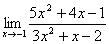 lim x→-1 (5x² + 4x - 1)/(3x² + x - 2)